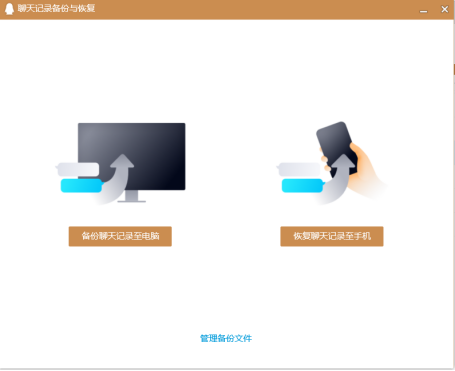 聊天记录备份与恢复
备份聊天记录至电脑
恢复聊天记录至手机
管理备份文件